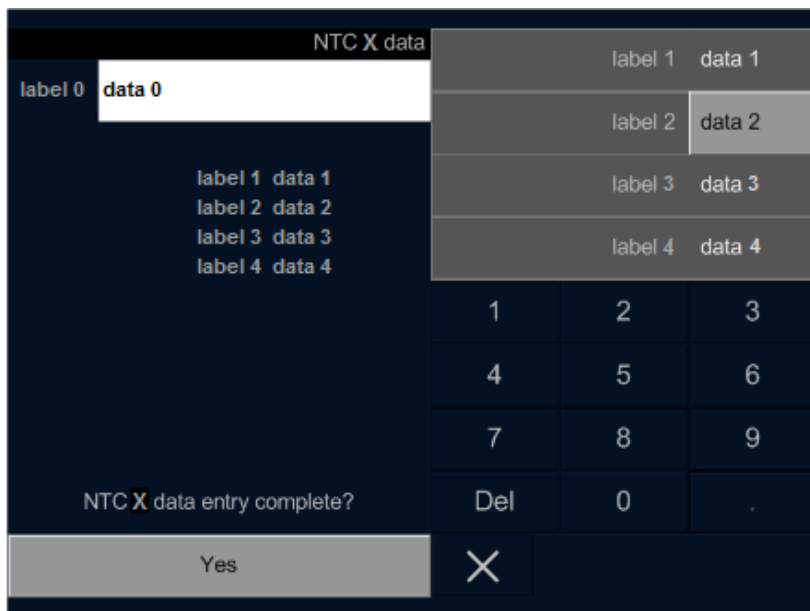 NTC X data
label 0 data 0
label 1 data 1
label 2 data 2
label 3 data 3
label 4 data 4
NTC X data entry complete?
Yes
label 1 data 1
label 2 data 2
label 3 data 3
label 4 data 4
1 2 3
4 5 6
7 8 9
Del 0 .
X